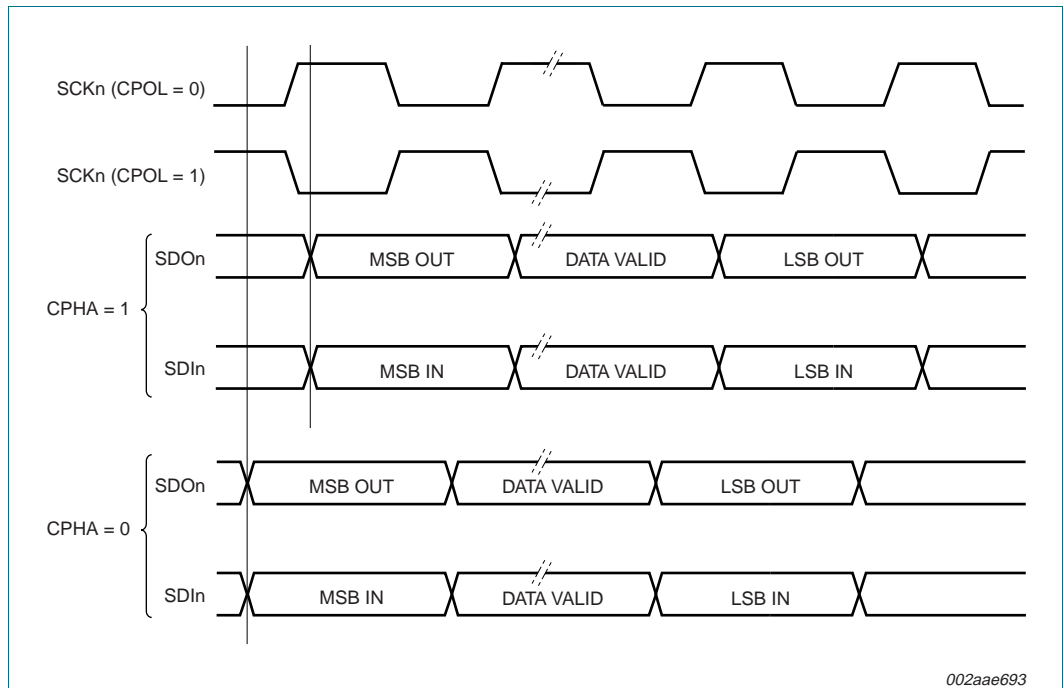 SCKn (CPOL = 0)
SCKn (CPOL = 1)
SDOn
MSB OUT
DATA VALID
LSB OUT
CPHA = 1
SDIn
MSB IN
DATA VALID
LSB IN
SDOn
MSB OUT
DATA VALID
LSB OUT
CPHA = 0
SDIn
MSB IN
DATA VALID
LSB IN
002aae693